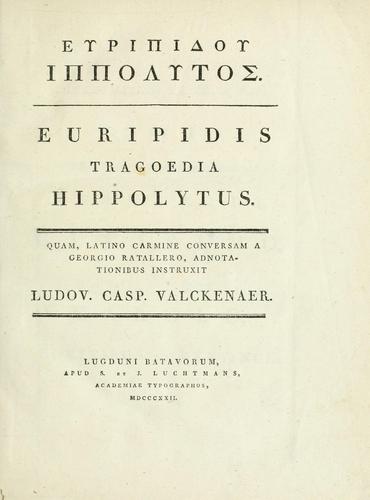 ΕΥΡΙΠΙΔΟΥ
ΙΠΠΟΛΥΤΟΣ.
EURIPIDIS
TRAGOEDIA
HIPPOLYTUS.
QUAM, LATINO CARMINE CONVERSAM A
GEORGIO RATALLERO, ADNOTA-
TIONIBUS INSTRUXIT
LUDOV. CASP. VALCKENAER.
LUGDUNI BATAVORUM,
APUD S. ET J. LUCHTMANS,
ACADEMIAE TYPOGRAPHOS,
MDCCCXXII.